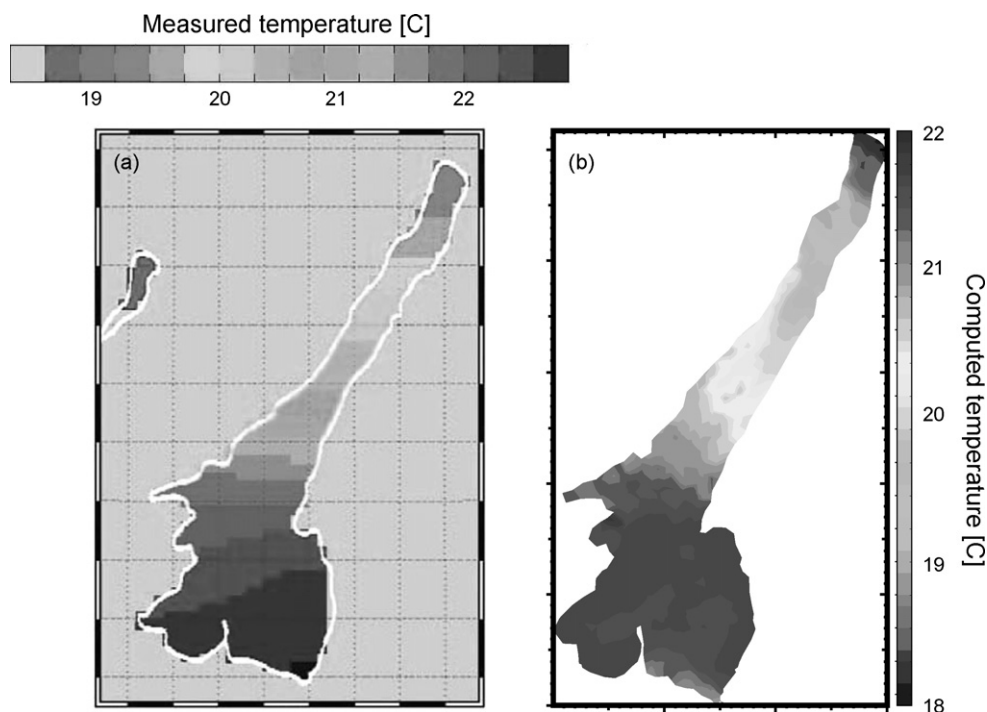 Measured temperature [C]
19 20 21 22
(a)
(b)
22
21
20
19
18
Computed temperature [C]